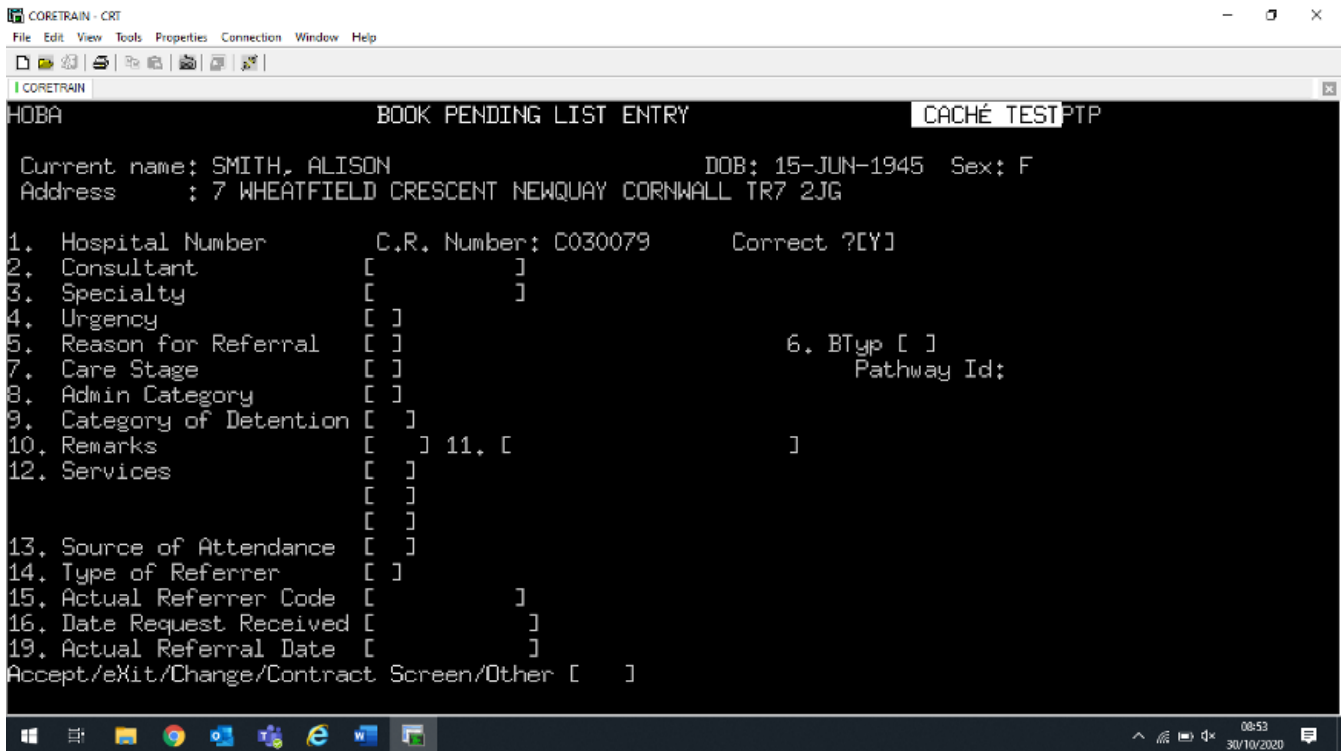 CORETRAIN - CRT
File Edit View Tools Properties Connection Window Help
CORETRAIN
HOBA BOOK PENDING LIST ENTRY CACHÉ TESTPTP
Current name: SMITH, ALISON DOB: 15-JUN-1945 Sex: F
Address : 7 WHEATFIELD CRESCENT NEWQUAY CORNWALL TR7 2JG
1. Hospital Number C.R. Number: C030079 Correct ?[Y]
2. Consultant [ ]
3. Specialty [ ]
4. Urgency [ ]
5. Reason for Referral [ ] 6. BTyp [ ]
7. Care Stage [ ] Pathway Id:
8. Admin Category [ ]
9. Category of Detention [ ]
10. Remarks [ ] 11. [ ]
12. Services [ ]
[ ]
[ ]
13. Source of Attendance [ ]
14. Type of Referrer [ ]
15. Actual Referrer Code [ ]
16. Date Request Received [ ]
19. Actual Referral Date [ ]
Accept/eXit/Change/Contract Screen/Other [ ]
08:53
30/10/2020